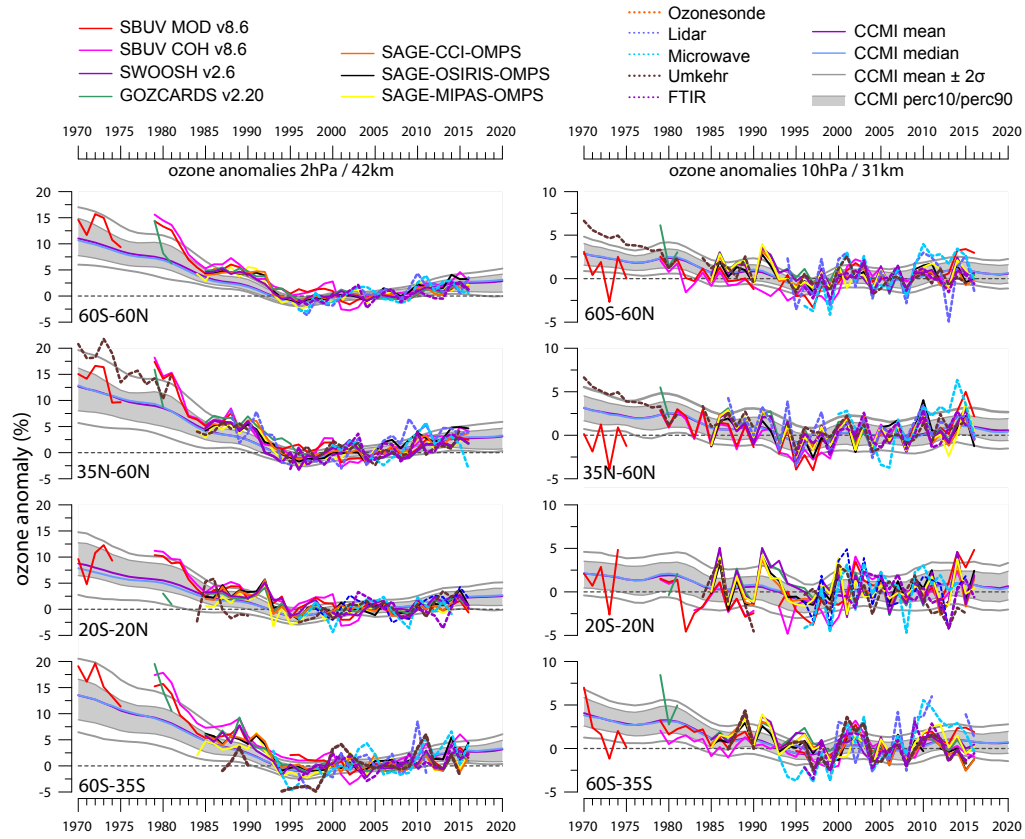 SBUV MOD v8.6
SBUV COH v8.6
SWOOSH v2.6
GOZCARDS v2.20
SAGE-CCI-OMPS
SAGE-OSIRIS-OMPS
SAGE-MIPAS-OMPS
Ozonesonde
Lidar
Microwave
Umkehr
FTIR
CCMI mean
CCMI median
CCMI mean ± 2σ
CCMI perc10/perc90
1970 1975 1980 1985 1990 1995 2000 2005 2010 2015 2020
1970 1975 1980 1985 1990 1995 2000 2005 2010 2015 2020
ozone anomalies 2hPa / 42km
ozone anomalies 10hPa / 31km
ozone anomaly (%)
20
15
10
5
0
-5
60S-60N
10
5
0
-5
60S-60N
20
15
10
5
0
-5
35N-60N
10
5
0
-5
35N-60N
20
15
10
5
0
-5
20S-20N
10
5
0
-5
20S-20N
20
15
10
5
0
-5
60S-35S
10
5
0
-5
60S-35S
1970 1975 1980 1985 1990 1995 2000 2005 2010 2015 2020
1970 1975 1980 1985 1990 1995 2000 2005 2010 2015 2020